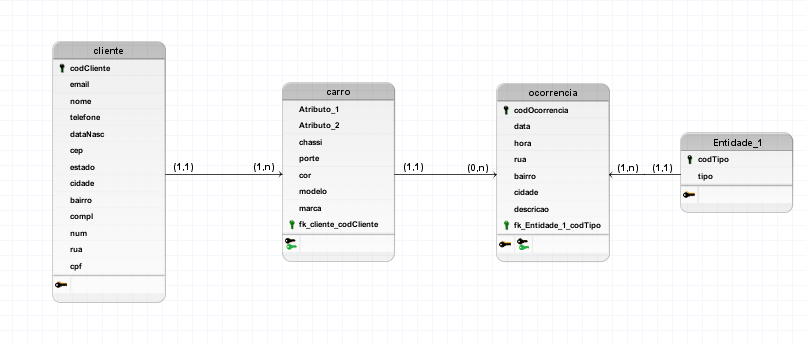 cliente
codCliente
email
nome
telefone
dataNasc
cep
estado
cidade
bairro
compl
num
rua
cpf
(1,1)
(1,n)
carro
Atributo_1
Atributo_2
chassi
porte
cor
modelo
marca
fk_cliente_codCliente
(1,1)
(0,n)
ocorrencia
codOcorrencia
data
hora
rua
bairro
cidade
descricao
fk_Entidade_1_codTipo
(1,n)
(1,1)
Entidade_1
codTipo
tipo